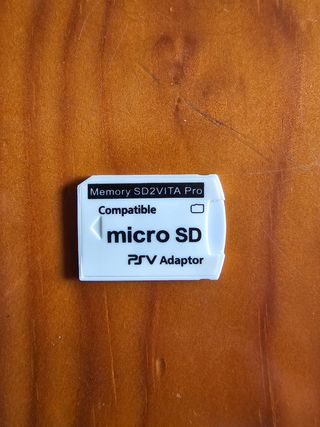 Memory SD2VITA Pro
Compatible
micro SD
PSV Adaptor